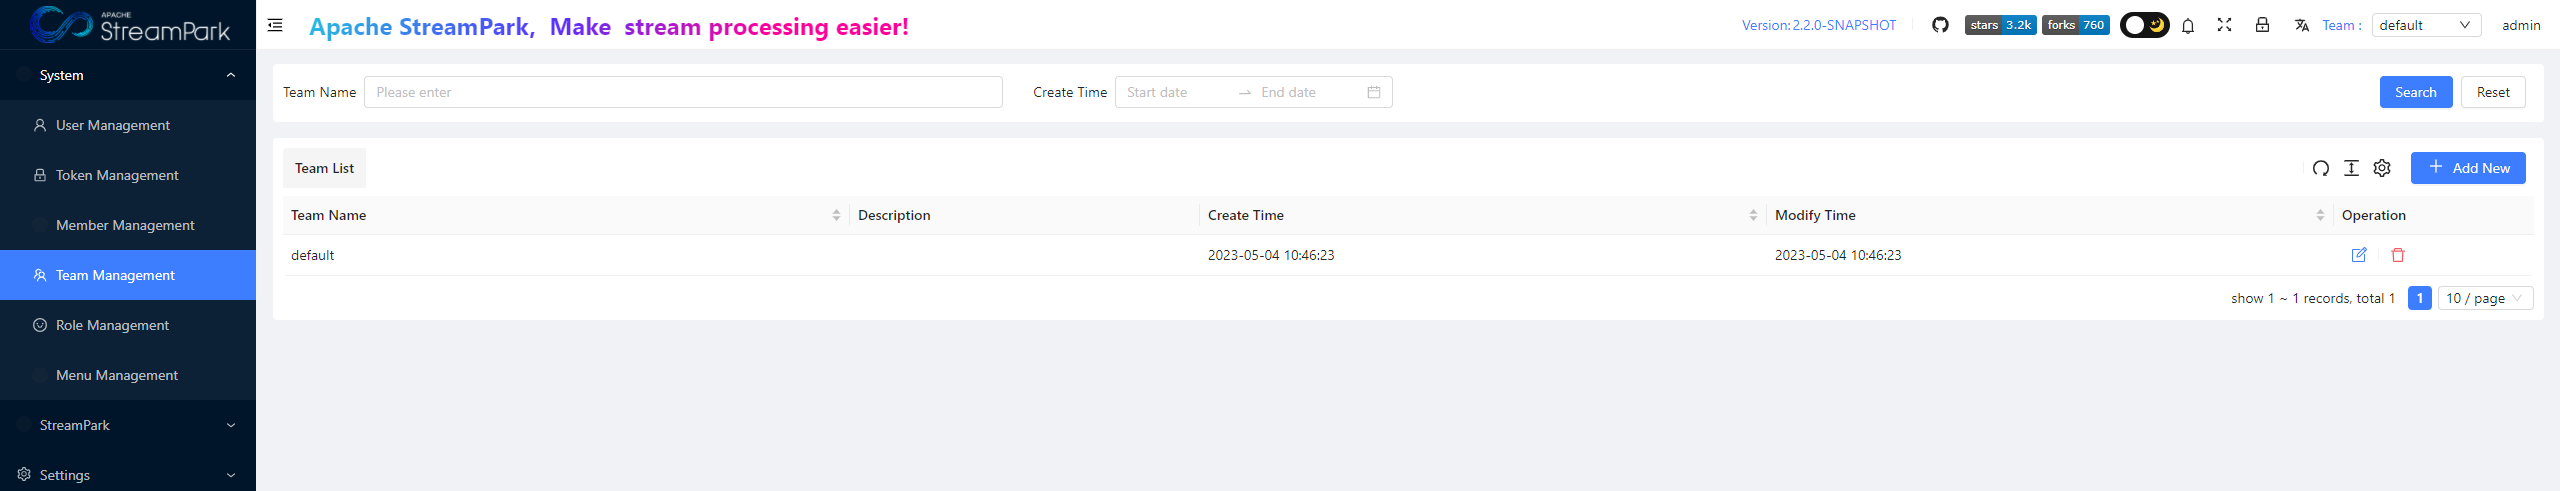 APACHE
StreamPark
Apache StreamPark, Make stream processing easier!
Version: 2.2.0-SNAPSHOT
stars 3.2k
forks 760
Team :
default
admin
System
User Management
Token Management
Member Management
Team Management
Role Management
Menu Management
StreamPark
Settings
Team Name
Please enter
Create Time
Start date
End date
Search
Reset
Team List
Add New
Team Name Description Create Time Modify Time Operation
default 2023-05-04 10:46:23 2023-05-04 10:46:23
show 1 ~ 1 records, total 1 1 10 / page